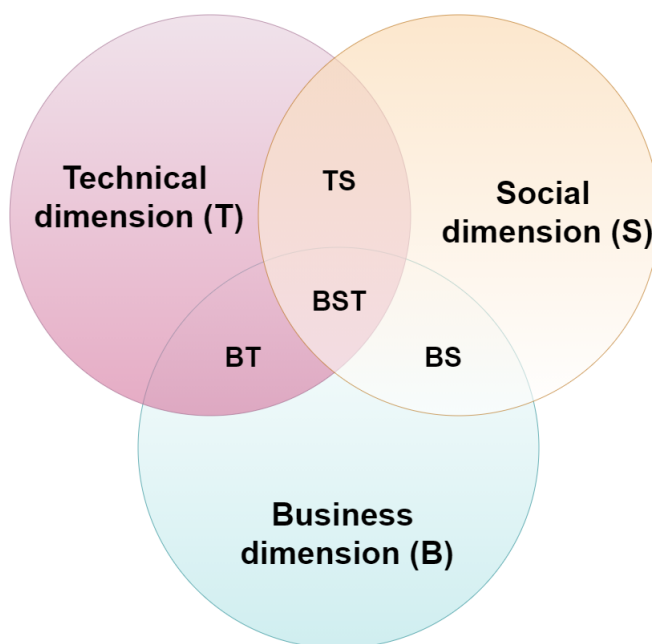 Technical
dimension (T)
TS
Social
dimension (S)
BST
BT
BS
Business
dimension (B)